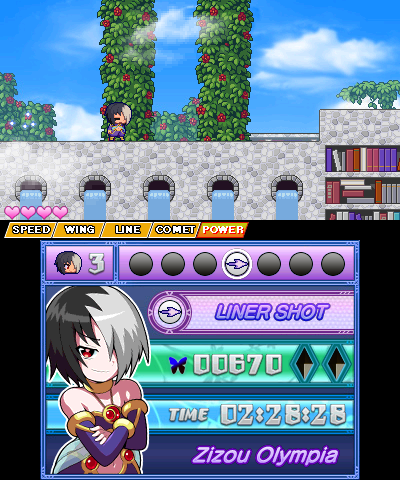 SPEED WING LINE COMET POWER
3
LINER SHOT
00670
TIME 02:28:28
Zizou Olympia